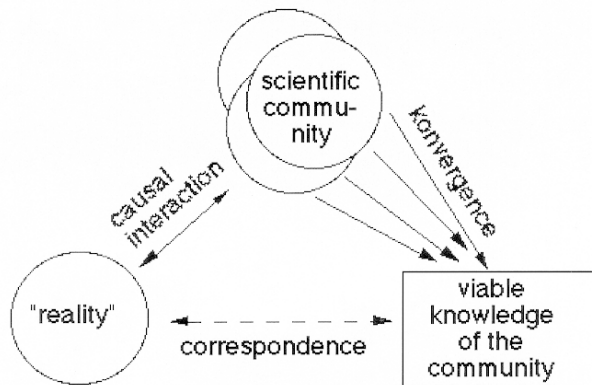 scientific
commu-
nity
causal
interaction
konvergence
"reality"
correspondence
viable
knowledge
of the
community